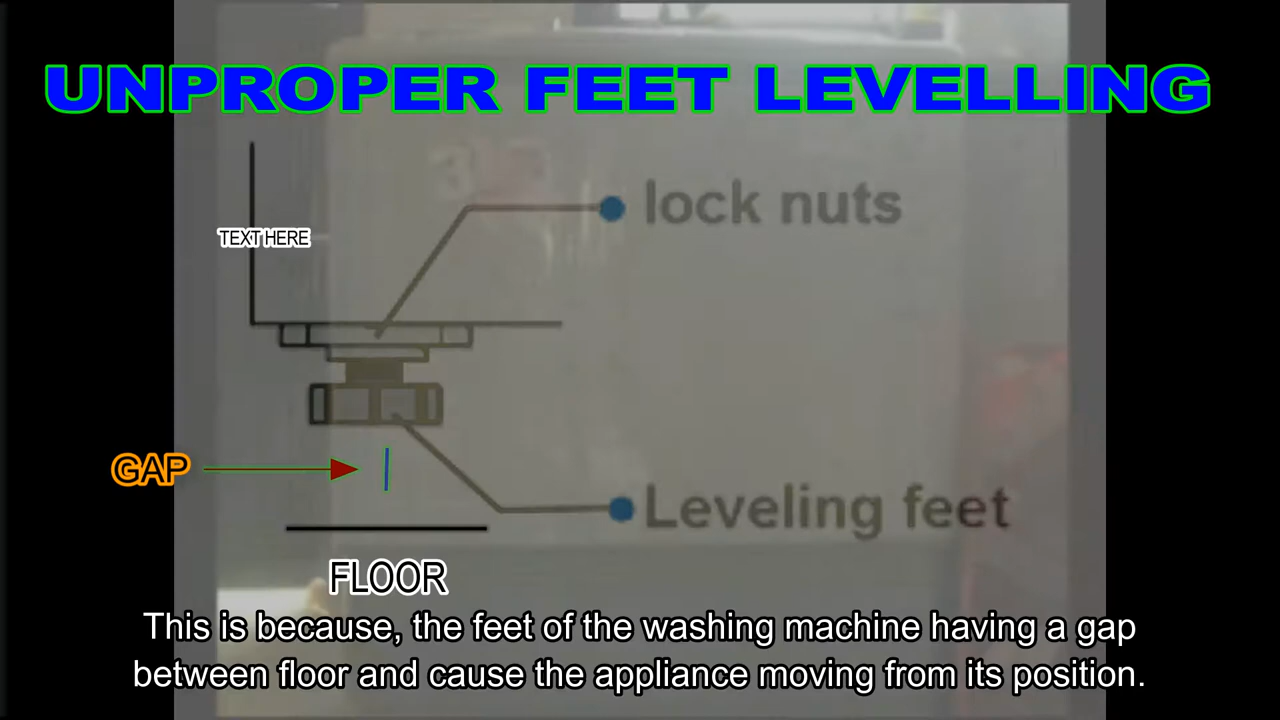 UNPROPER FEET LEVELLING
lock nuts
TEXT HERE
GAP
Leveling feet
FLOOR
This is because, the feet of the washing machine having a gap
between floor and cause the appliance moving from its position.